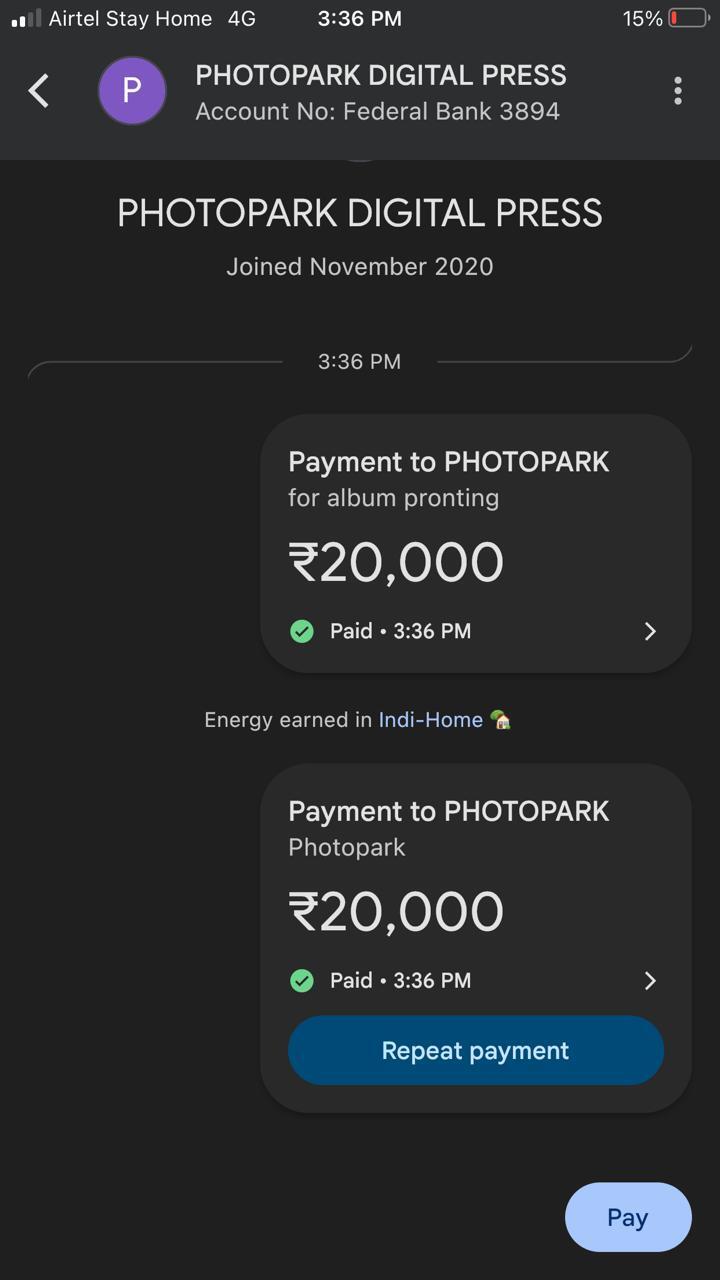 Airtel Stay Home 4G 3:36 PM 15%
P
PHOTOPARK DIGITAL PRESS
Account No: Federal Bank 3894
PHOTOPARK DIGITAL PRESS
Joined November 2020
3:36 PM
Payment to PHOTOPARK
for album pronting
₹20,000
Paid • 3:36 PM
Energy earned in Indi-Home 🏡
Payment to PHOTOPARK
Photopark
₹20,000
Paid • 3:36 PM
Repeat payment
Pay